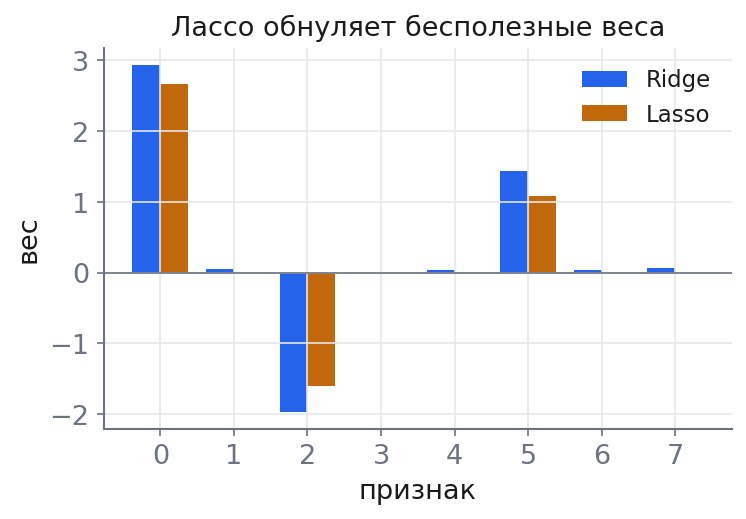 Лассо обнуляет бесполезные веса
Ridge
Lasso
вес
3
2
1
0
−1
−2
0 1 2 3 4 5 6 7
признак